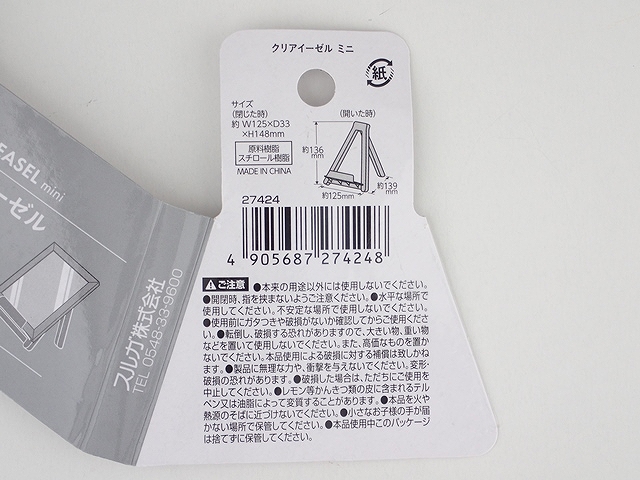 クリアイーゼル ミニ
紙
サイズ
(閉じた時)
約 W125×D33
×H148mm
(開いた時)
約136
mm
約125mm
約139
mm
原料樹脂
スチロール樹脂
MADE IN CHINA
27424
4 905687 274248
ご注意 ●本来の用途以外には使用しないでください。
●開閉時、指を挟まないようご注意ください。●水平な場所で
使用してください。不安定な場所で使用しないでください。
●使用前にガタつきや破損がないか確認してからご使用くださ
い。●転倒し、破損する恐れがありますので、大きい物、重い物
などを置いて使用しないでください。また、高価なものを置か
ないでください。本品使用による破損に対する補償は致しかね
ます。●製品に無理な力や、衝撃を与えないでください。変形・
破損の恐れがあります。●破損した場合は、ただちにご使用を
中止してください。●レモン等かんきつ類の皮に含まれるテル
ペン又は油脂によって変質することがあります。●本品を火や
熱源のそばに近づけないでください。●小さなお子様の手が届
かない場所で保管してください。●本品使用中このパッケージ
は捨てずに保管してください。
EASEL mini
ーゼル
スルガ株式会社
TEL 0548-33-9600